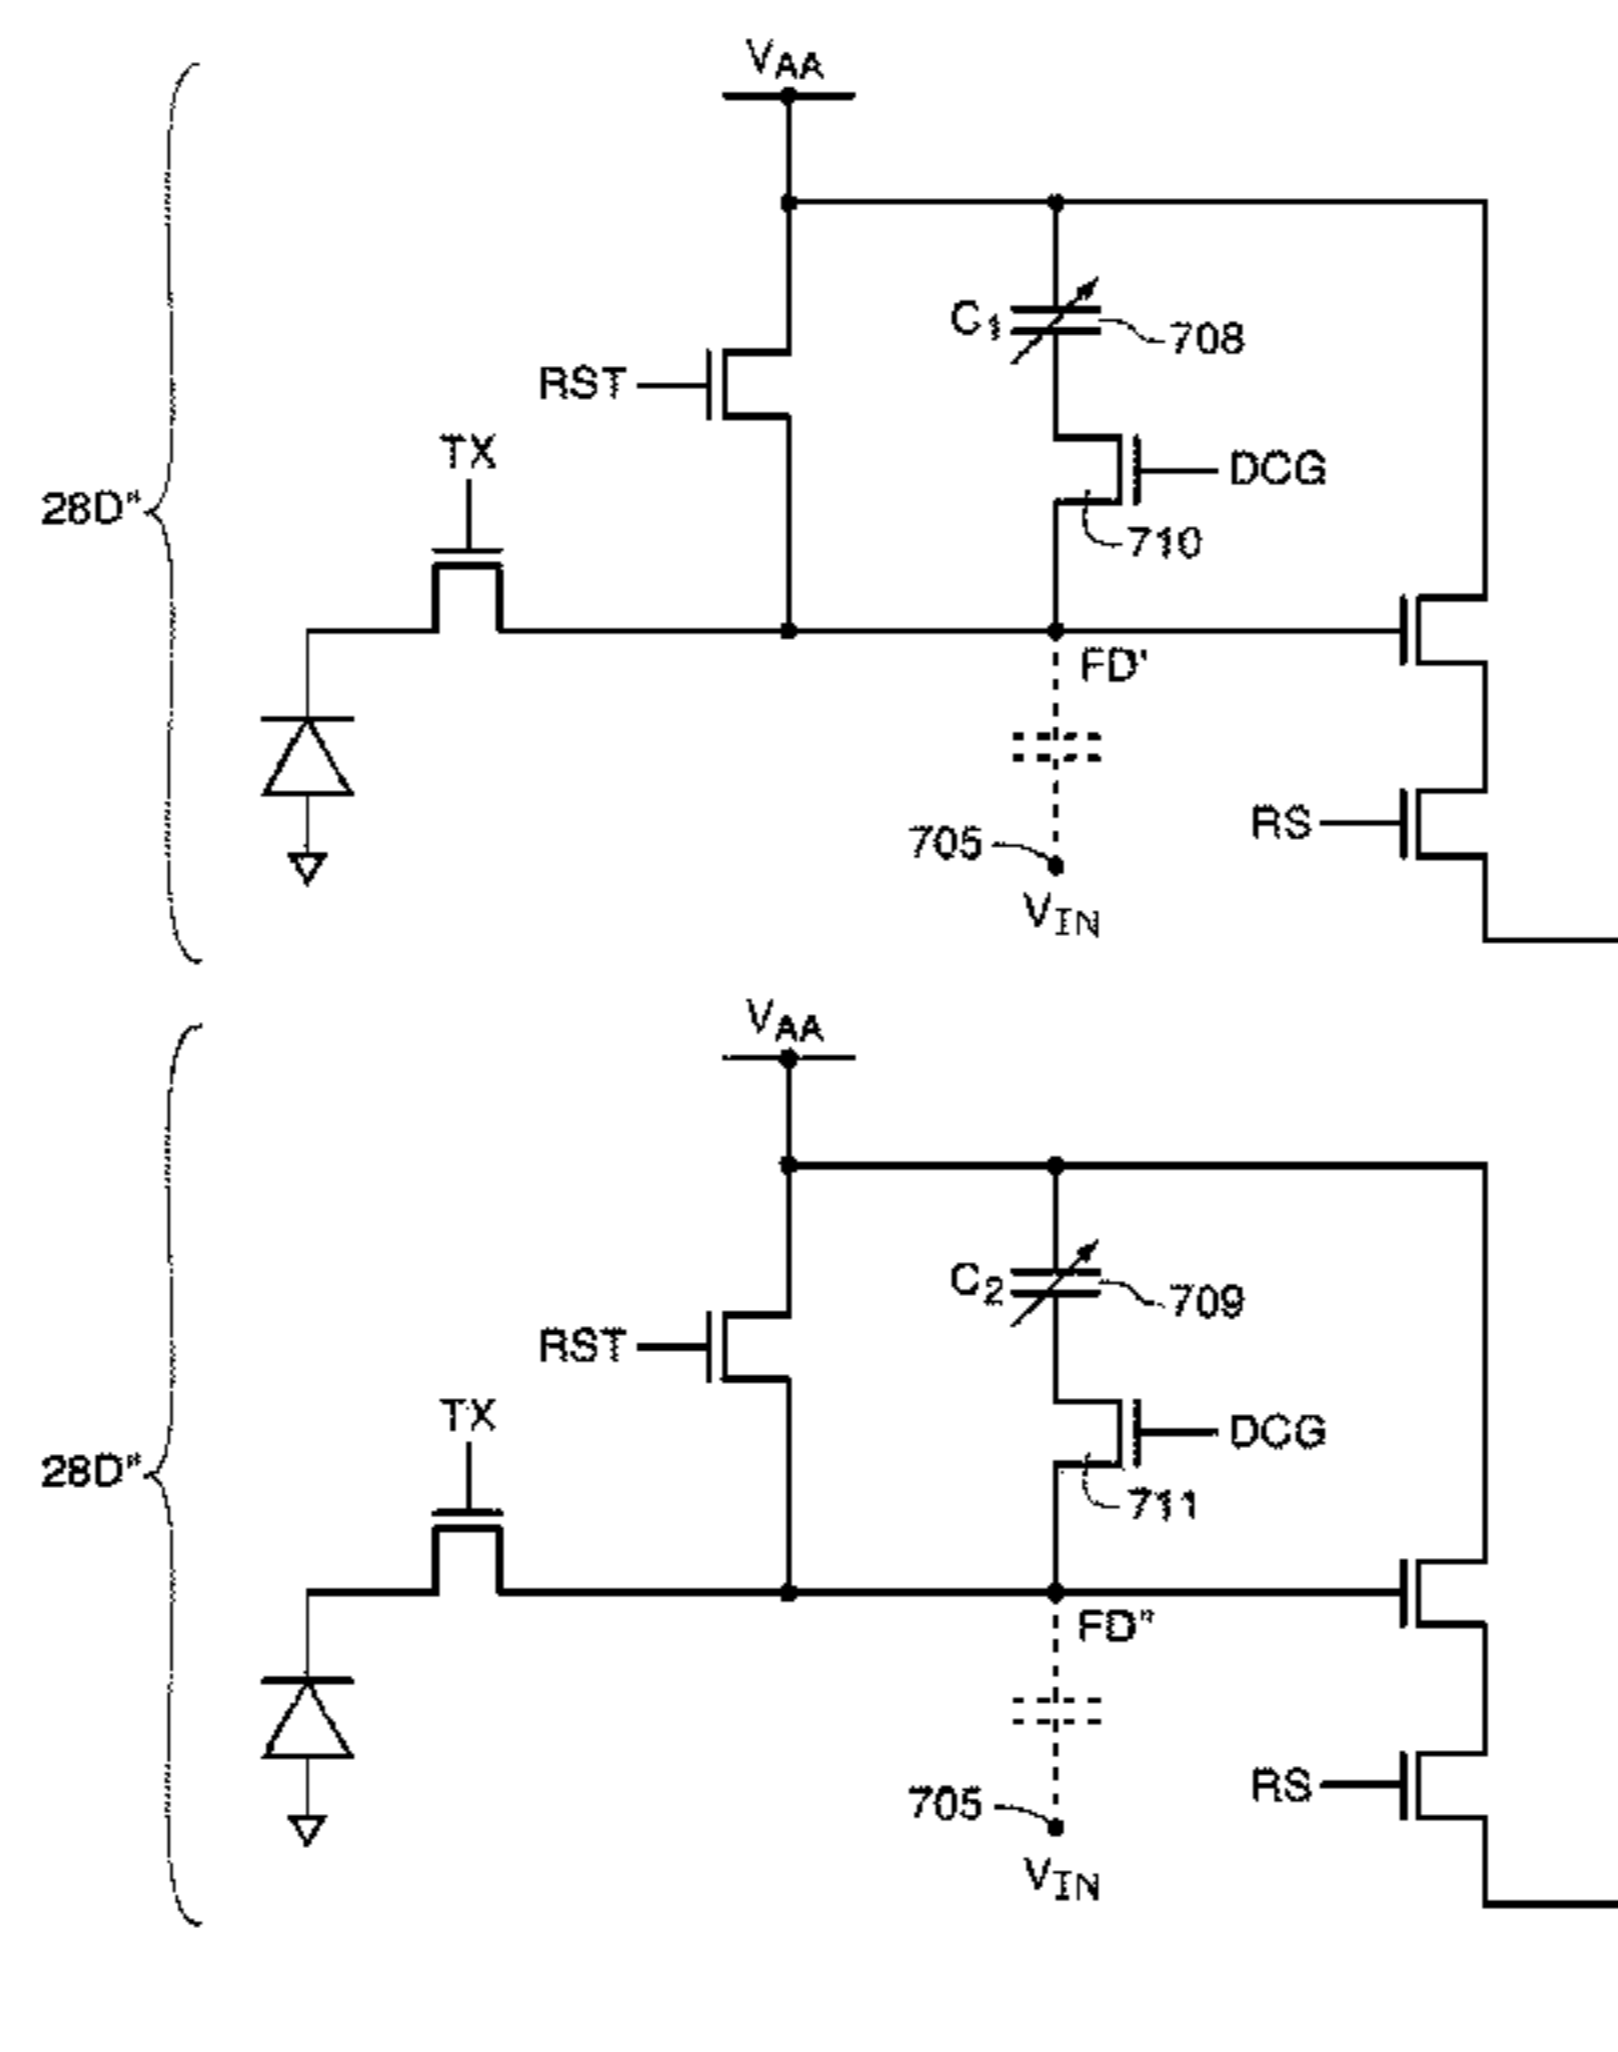 VAA
C1
708
RST
TX
DCG
28D"
710
FD'
RS
705
VIN
VAA
C2
709
RST
TX
DCG
28D"
711
FD"
RS
705
VIN